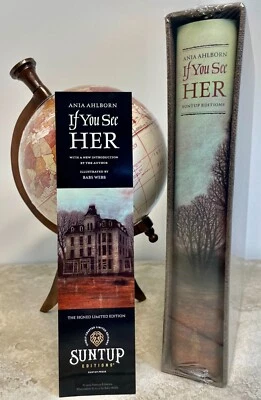 ANIA AHLBORN
If You See
HER
WITH A NEW INTRODUCTION
BY THE AUTHOR
ILLUSTRATED BY
BABS WEBB
THE SIGNED LIMITED EDITION
SUNTUP
EDITIONS
ANIA AHLBORN
If You See
HER
SUNTUP EDITIONS